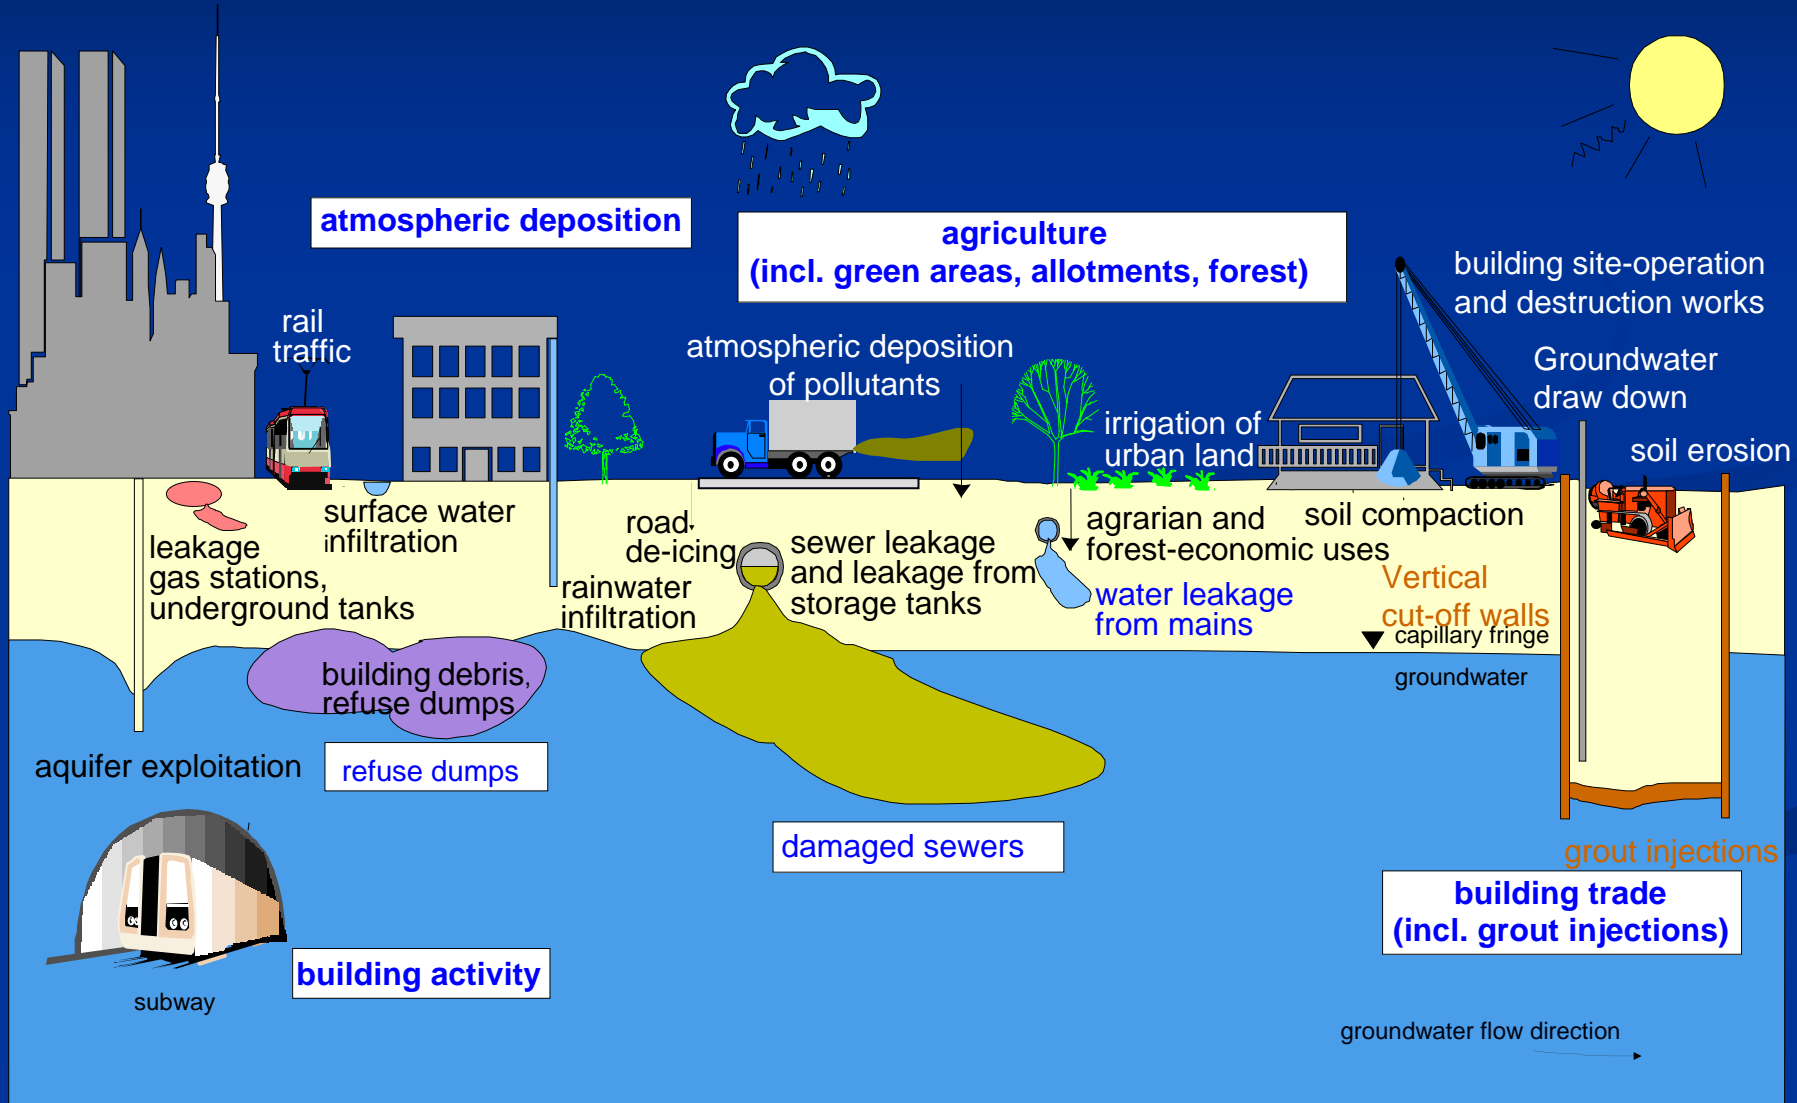 atmospheric deposition
agriculture
(incl. green areas, allotments, forest)
building site-operation
and destruction works
rail
traffic
atmospheric deposition
of pollutants
Groundwater
draw down
irrigation of
urban land
soil erosion
leakage
gas stations,
underground tanks
surface water
infiltration
rainwater
infiltration
road
de-icing
sewer leakage
and leakage from
storage tanks
agrarian and
forest-economic uses
soil compaction
water leakage
from mains
Vertical
cut-off walls
capillary fringe
groundwater
building debris,
refuse dumps
aquifer exploitation
refuse dumps
damaged sewers
grout injections
building trade
(incl. grout injections)
building activity
subway
groundwater flow direction